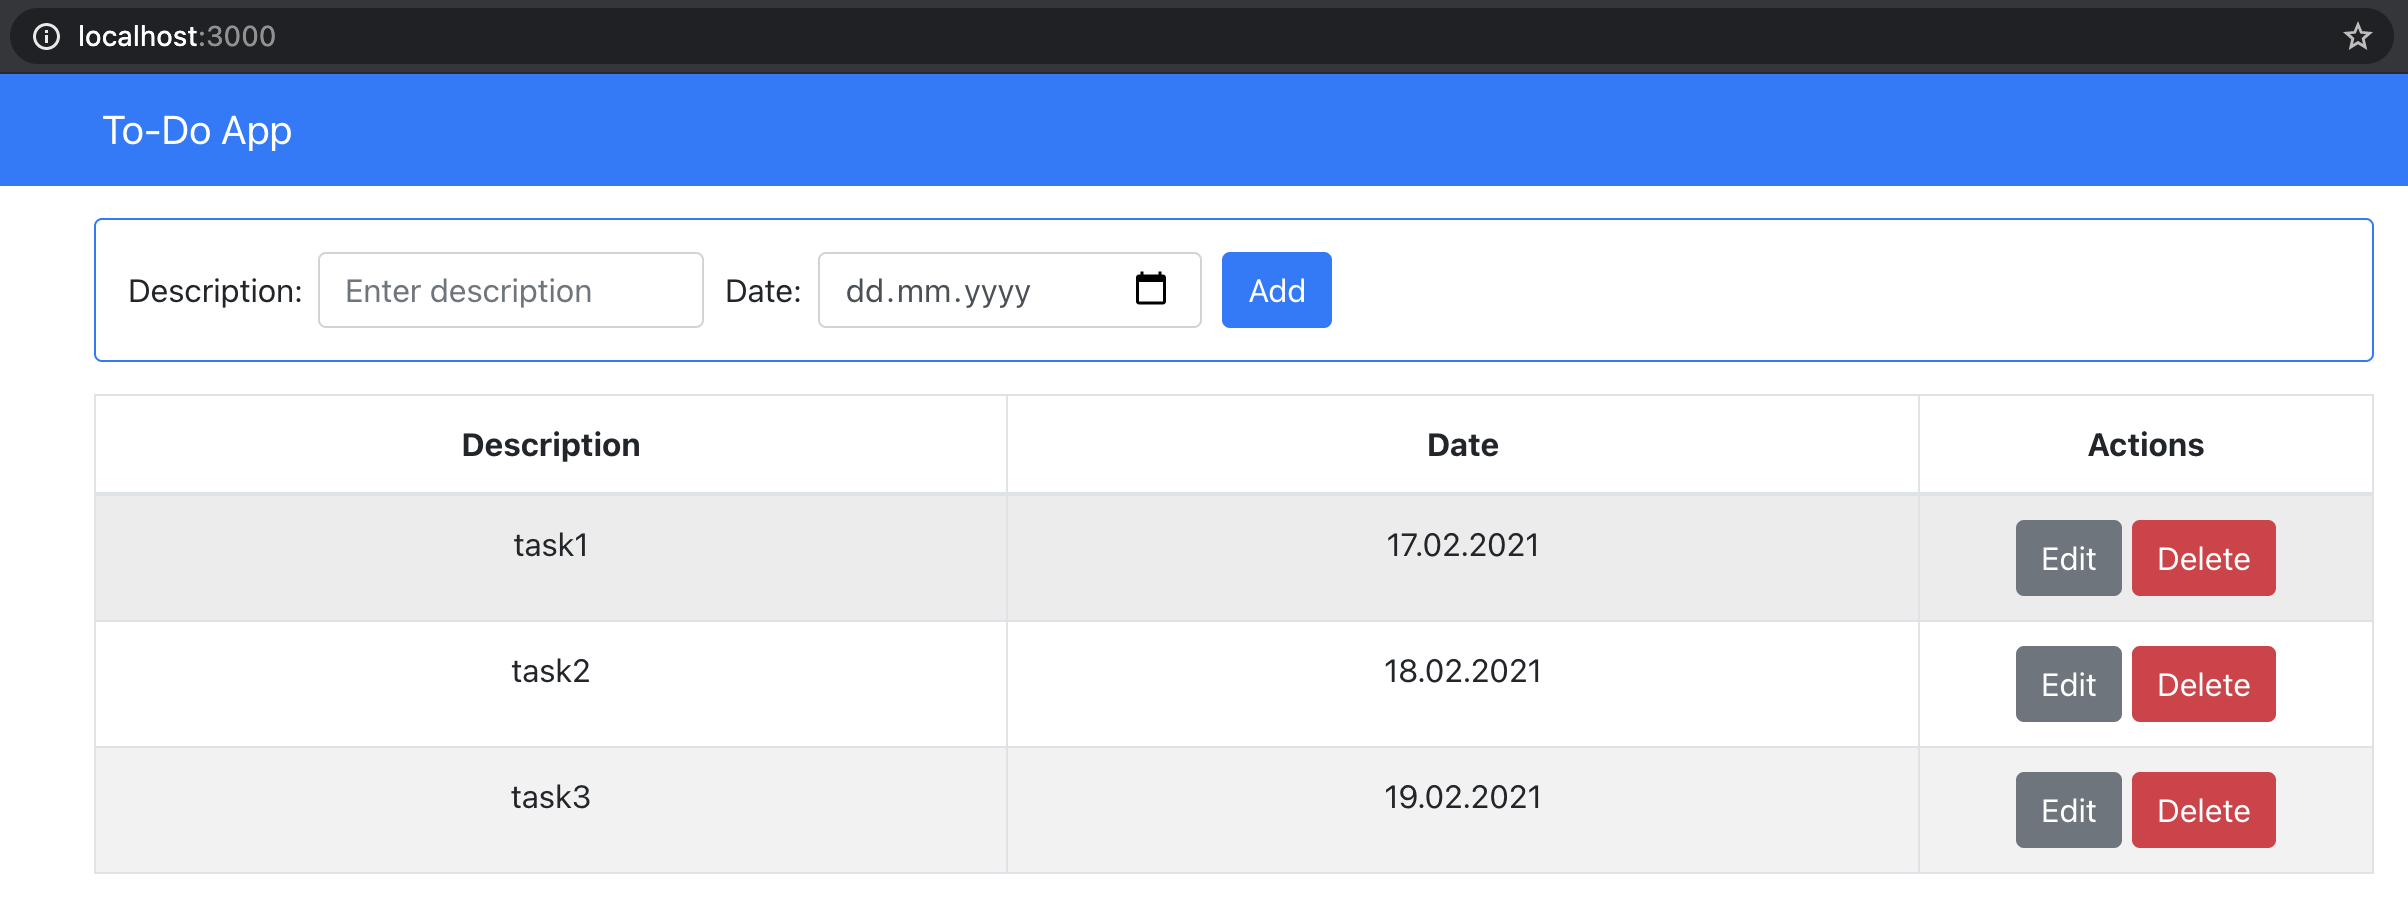 localhost:3000
To-Do App
Description: Enter description Date: dd.mm.yyyy Add
Description Date Actions
task1 17.02.2021 Edit Delete
task2 18.02.2021 Edit Delete
task3 19.02.2021 Edit Delete